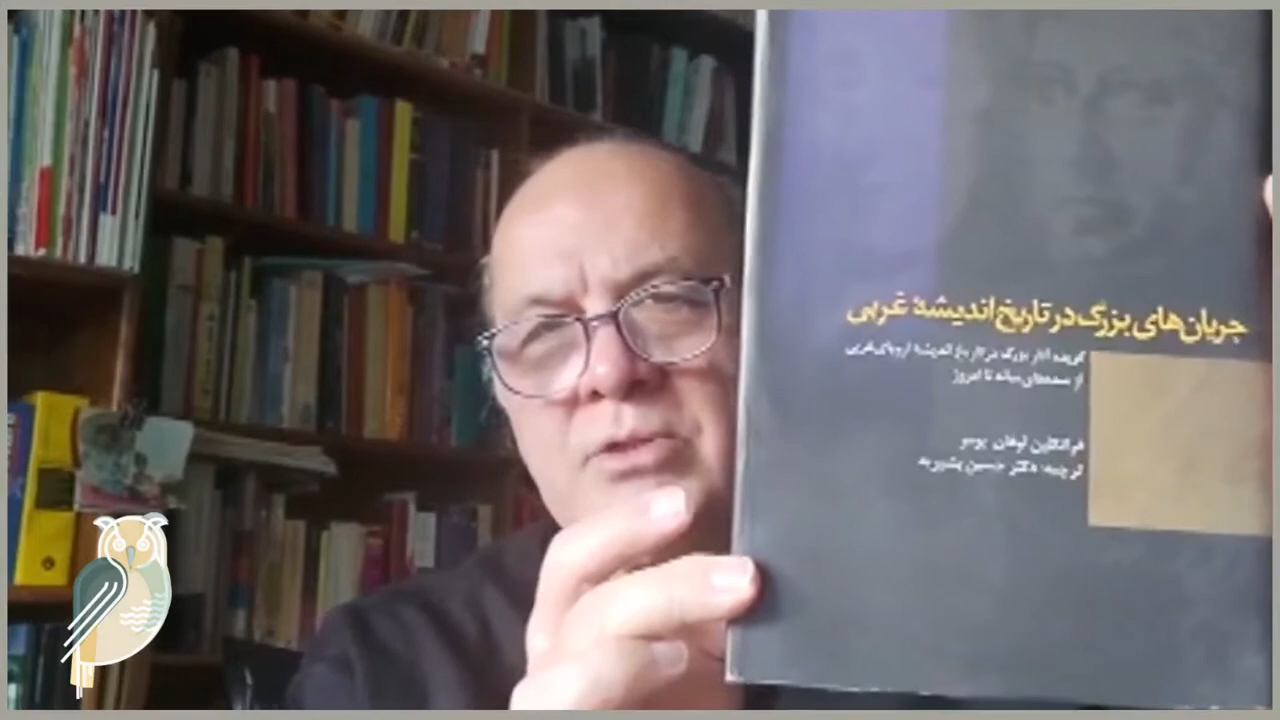 جریان‌های بزرگ در تاریخ اندیشهٔ غربی
گزیده آثار بزرگ در تاریخ اندیشهٔ اروپای غربی
از سده‌های میانه تا امروز
فرانکلین لوفان بومر
ترجمه: دکتر حسین بشیریه